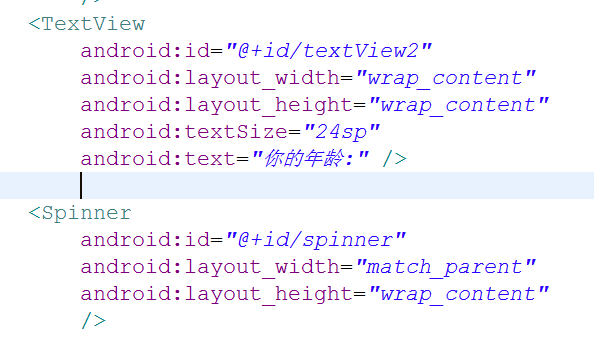 />
<TextView
android:id="@+id/textView2"
android:layout_width="wrap_content"
android:layout_height="wrap_content"
android:textSize="24sp"
android:text="你的年龄:" />
<Spinner
android:id="@+id/spinner"
android:layout_width="match_parent"
android:layout_height="wrap_content"
/>